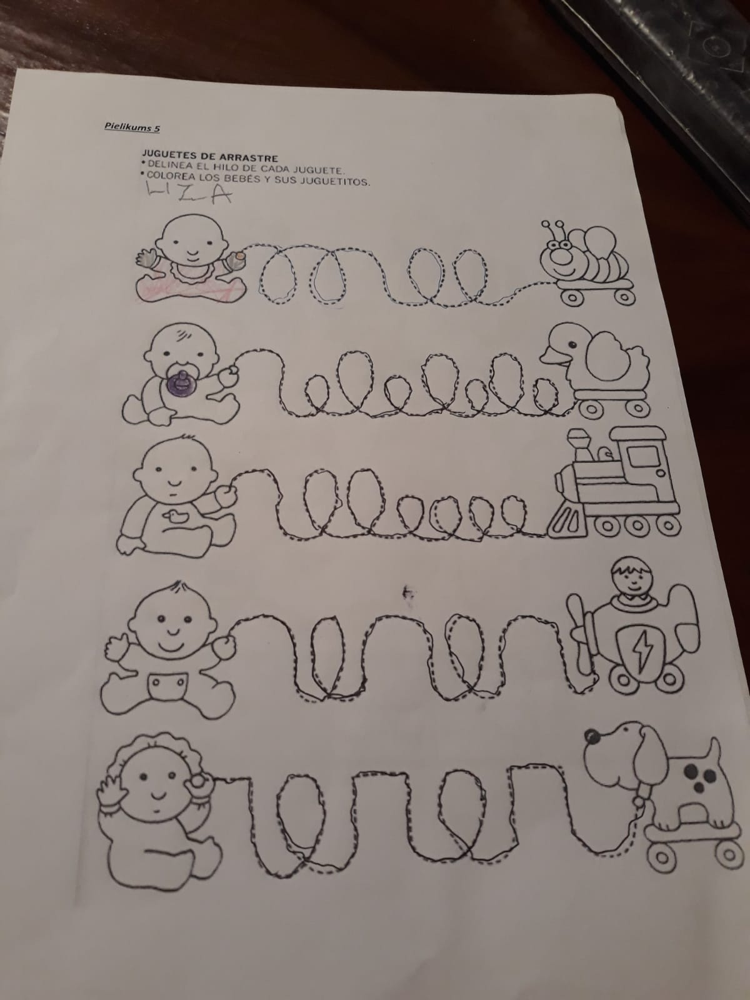 Pielikums 5
JUGUETES DE ARRASTRE
• DELINEA EL HILO DE CADA JUGUETE.
• COLOREA LOS BEBÉS Y SUS JUGUETITOS.
LIZA